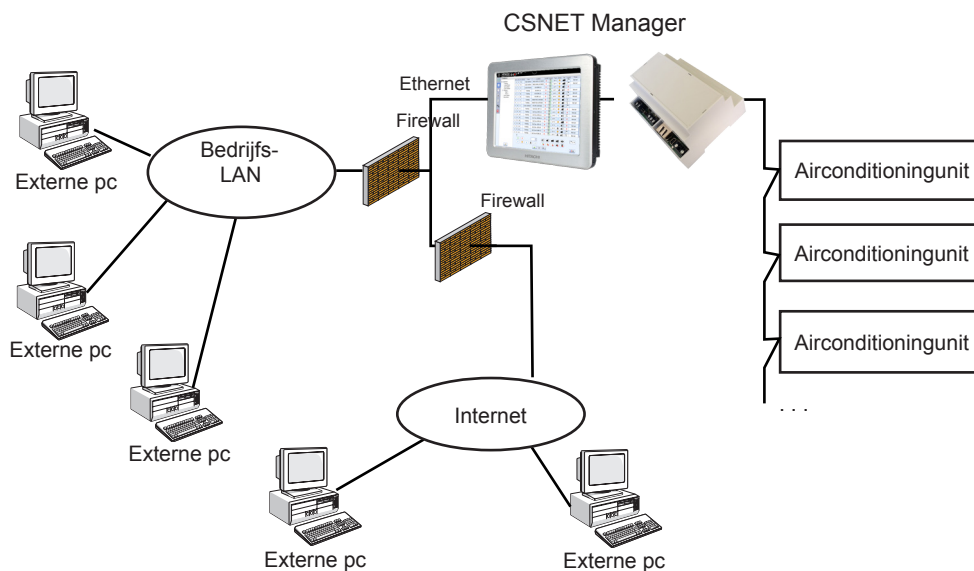 CSNET Manager
Ethernet
Firewall
Bedrijfs-
LAN
Externe pc
Airconditioningunit
Firewall
Airconditioningunit
Externe pc
Airconditioningunit
Externe pc
Internet
. . .
Externe pc
Externe pc